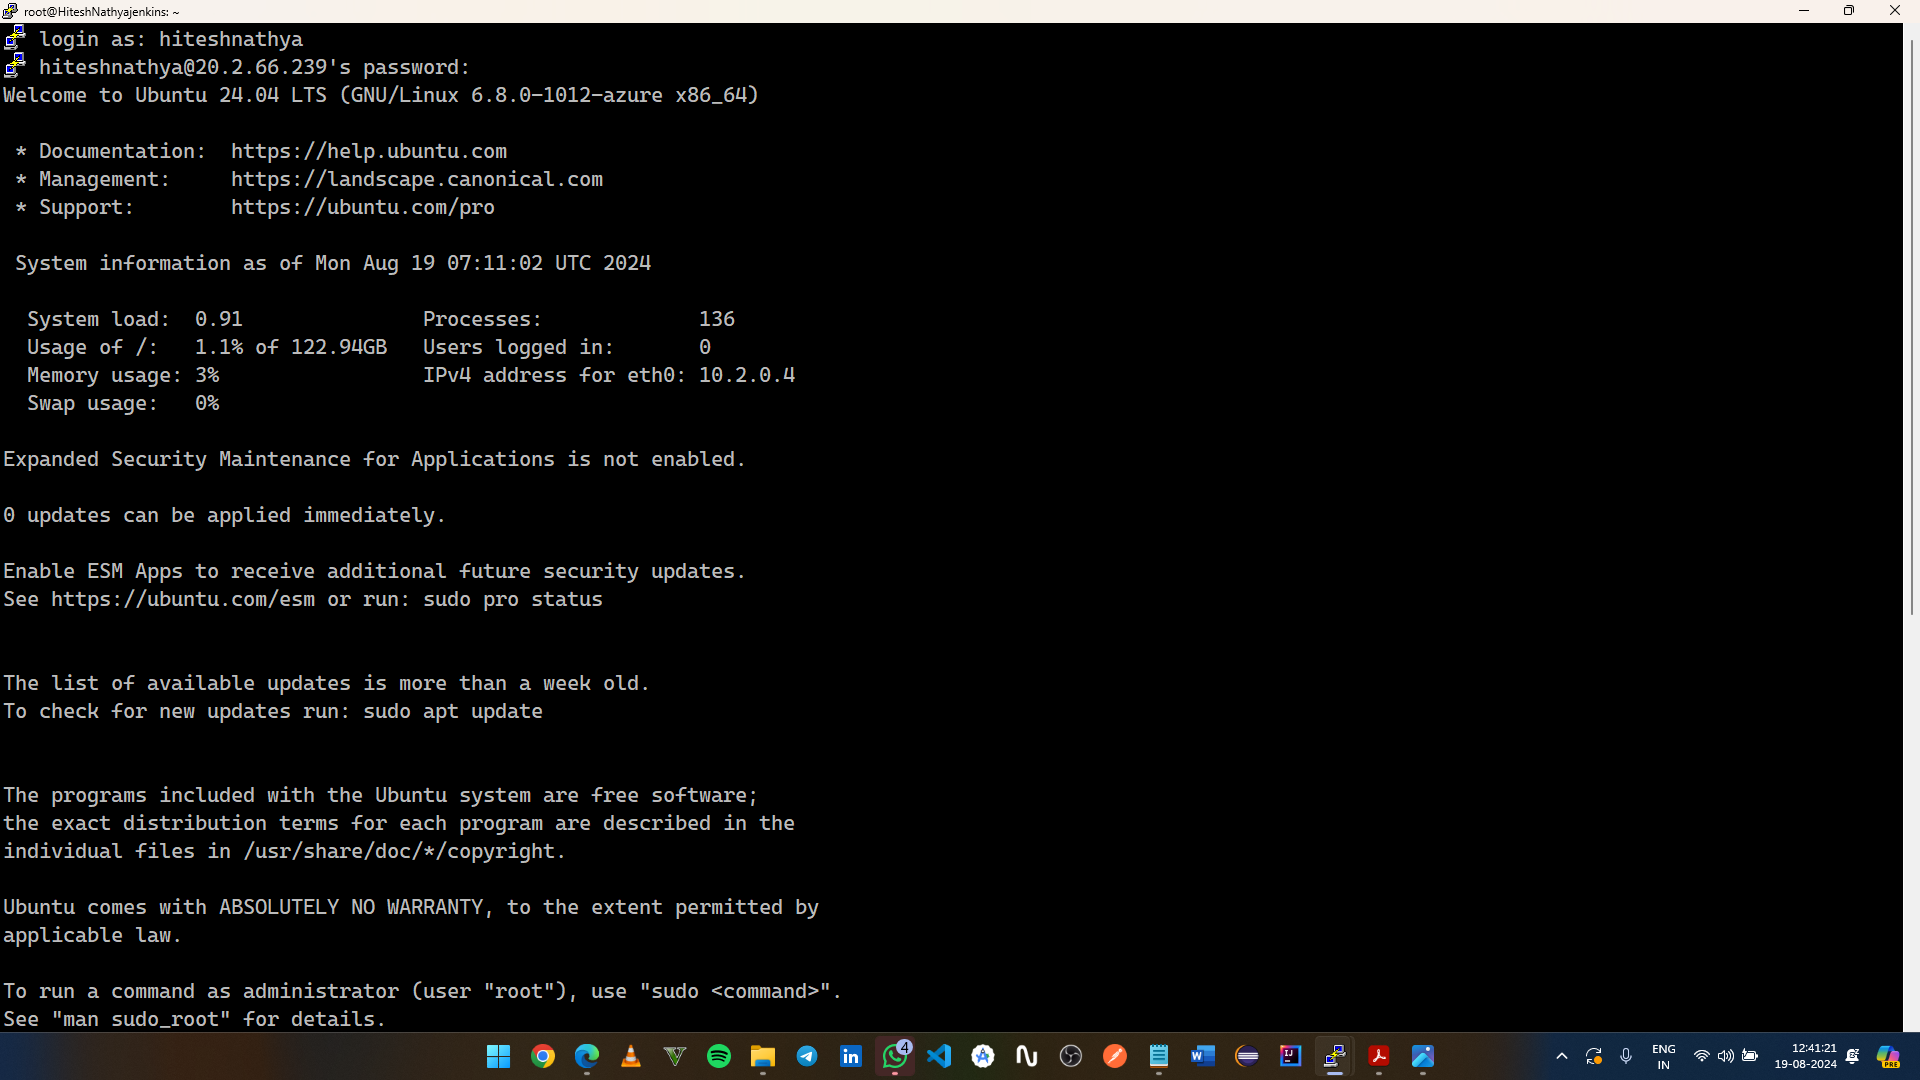 root@HiteshNathyajenkins: ~
login as: hiteshnathya
hiteshnathya@20.2.66.239's password:
Welcome to Ubuntu 24.04 LTS (GNU/Linux 6.8.0-1012-azure x86_64)
* Documentation:  https://help.ubuntu.com
* Management:     https://landscape.canonical.com
* Support:        https://ubuntu.com/pro
System information as of Mon Aug 19 07:11:02 UTC 2024
System load:  0.91               Processes:             136
Usage of /:   1.1% of 122.94GB   Users logged in:       0
Memory usage: 3%                 IPv4 address for eth0: 10.2.0.4
Swap usage:   0%
Expanded Security Maintenance for Applications is not enabled.
0 updates can be applied immediately.
Enable ESM Apps to receive additional future security updates.
See https://ubuntu.com/esm or run: sudo pro status
The list of available updates is more than a week old.
To check for new updates run: sudo apt update
The programs included with the Ubuntu system are free software;
the exact distribution terms for each program are described in the
individual files in /usr/share/doc/*/copyright.
Ubuntu comes with ABSOLUTELY NO WARRANTY, to the extent permitted by
applicable law.
To run a command as administrator (user "root"), use "sudo <command>".
See "man sudo_root" for details.
4
ENG
IN
12:41:21
19-08-2024
PRE